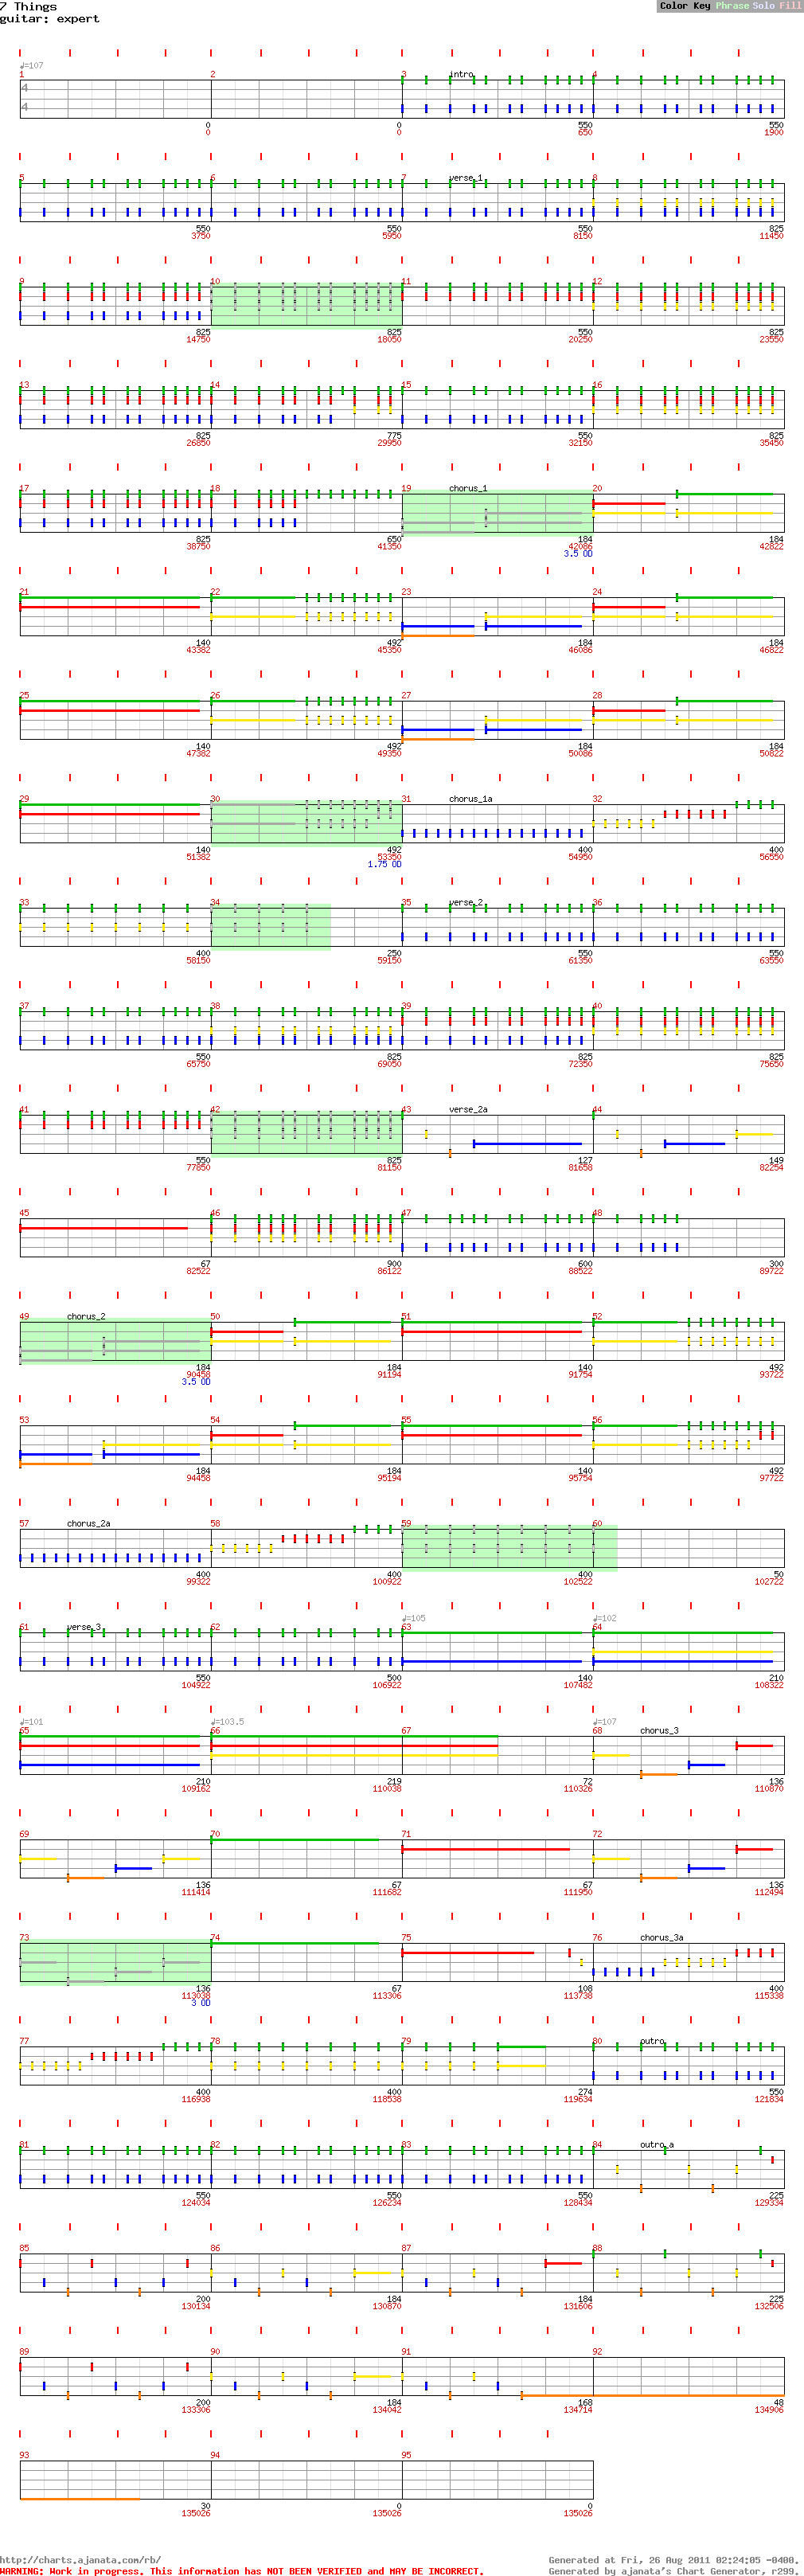 7 Things
guitar: expert
Color Key Phrase Solo Fill
♩=107
1 2 3 intro 4
4
4
0 0 550 550
0 0 650 1900
5 6 7 verse_1 8
550 550 550 825
3750 5950 8150 11450
9 10 11 12
825 825 550 825
14750 18050 20250 23550
13 14 15 16
825 775 550 825
26850 29950 32150 35450
17 18 19 chorus_1 20
825 650 184 184
38750 41350 42086 42822
3.5 OD
21 22 23 24
140 492 184 184
43382 45350 46086 46822
25 26 27 28
140 492 184 184
47382 49350 50086 50822
29 30 31 chorus_1a 32
140 492 400 400
51382 53350 54950 56550
1.75 OD
33 34 35 verse_2 36
400 250 550 550
58150 59150 61350 63550
37 38 39 40
550 825 825 825
65750 69050 72350 75650
41 42 43 verse_2a 44
550 825 127 149
77850 81150 81658 82254
45 46 47 48
67 900 600 300
82522 86122 88522 89722
49 chorus_2 50 51 52
184 184 140 492
90458 91194 91754 93722
3.5 OD
53 54 55 56
184 184 140 492
94458 95194 95754 97722
57 chorus_2a 58 59 60
400 400 400 50
99322 100922 102522 102722
♩=105 ♩=102
61 verse_3 62 63 64
550 500 140 210
104922 106922 107482 108322
♩=101 ♩=103.5 ♩=107
65 66 67 68 chorus_3
210 219 72 136
109162 110038 110326 110870
69 70 71 72
136 67 67 136
111414 111682 111950 112494
73 74 75 76 chorus_3a
136 67 108 400
113038 113306 113738 115338
3 OD
77 78 79 80 outro
400 400 274 550
116938 118538 119634 121834
81 82 83 84 outro_a
550 550 550 225
124034 126234 128434 129334
85 86 87 88
200 184 184 225
130134 130870 131606 132506
89 90 91 92
200 184 168 48
133306 134042 134714 134906
93 94 95
30 0 0
135026 135026 135026
http://charts.ajanata.com/rb/
Generated at Fri, 26 Aug 2011 02:24:05 -0400.
WARNING: Work in progress. This information has NOT BEEN VERIFIED and MAY BE INCORRECT.
Generated by ajanata's Chart Generator, r299.